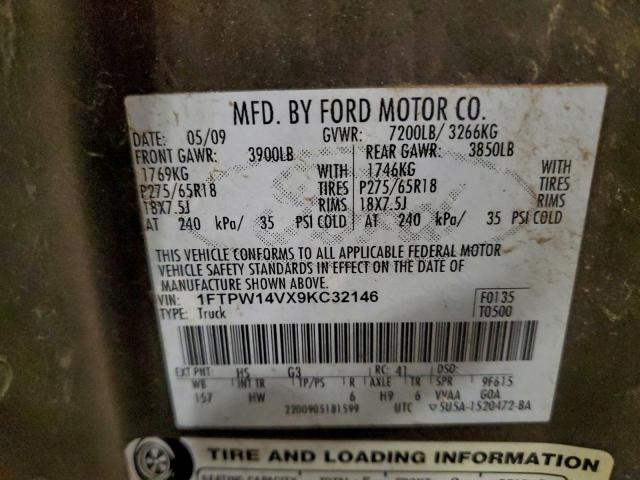 MFD. BY FORD MOTOR CO.
DATE: 05/09 GVWR: 7200LB/ 3266KG
FRONT GAWR: 3900LB REAR GAWR: 3850LB
1769KG WITH 1746KG WITH
P275/65R18 TIRES P275/65R18 TIRES
18X7.5J RIMS 18X7.5J RIMS
AT 240 kPa/ 35 PSI COLD AT 240 kPa/ 35 PSI COLD
THIS VEHICLE CONFORMS TO ALL APPLICABLE FEDERAL MOTOR
VEHICLE SAFETY STANDARDS IN EFFECT ON THE DATE OF
MANUFACTURE SHOWN ABOVE.
VIN: 1FTPW14VX9KC32146 F0135
TYPE: Truck T0500
EXT PNT: HS G3 RC: 41 DSO:
WB INT TR TP/PS R AXLE TR SPR 9F615
157 HW 6 H9 6 VVAA GOA
2200905181599 UTC 5U5A-1520472-BA
TIRE AND LOADING INFORMATION